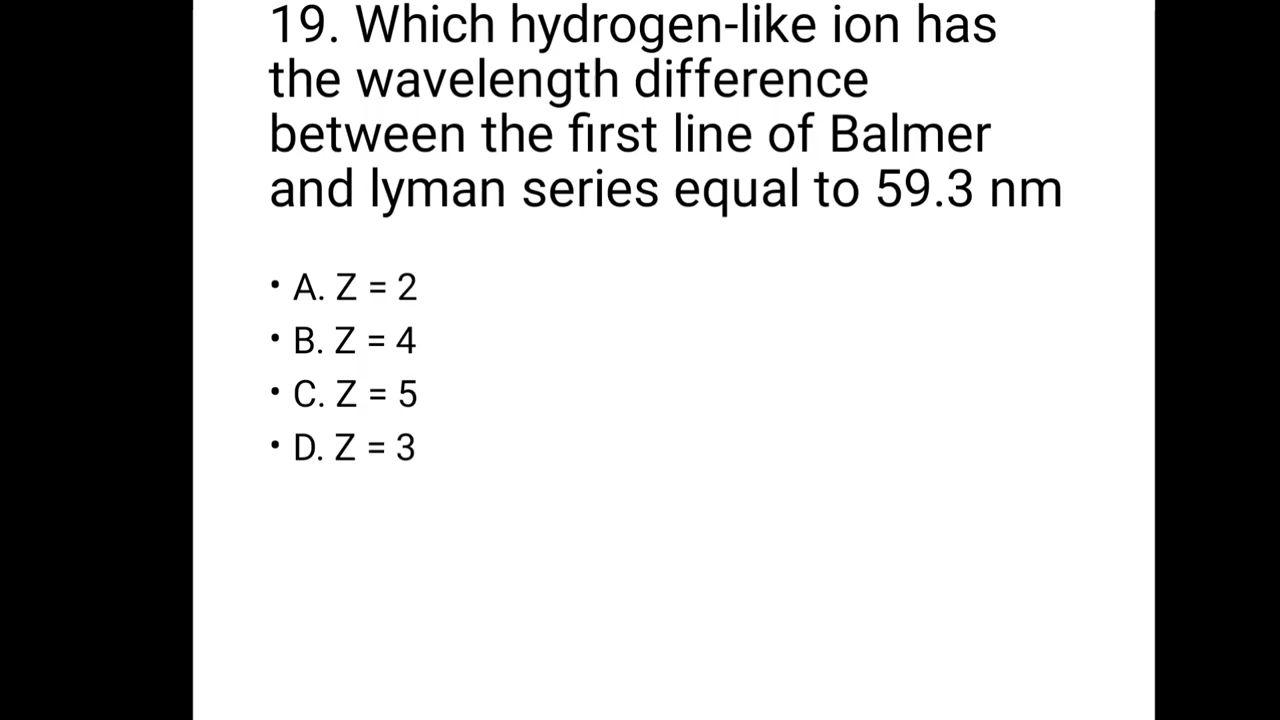 19. Which hydrogen-like ion has
the wavelength difference
between the first line of Balmer
and lyman series equal to 59.3 nm
• A. Z = 2
• B. Z = 4
• C. Z = 5
• D. Z = 3